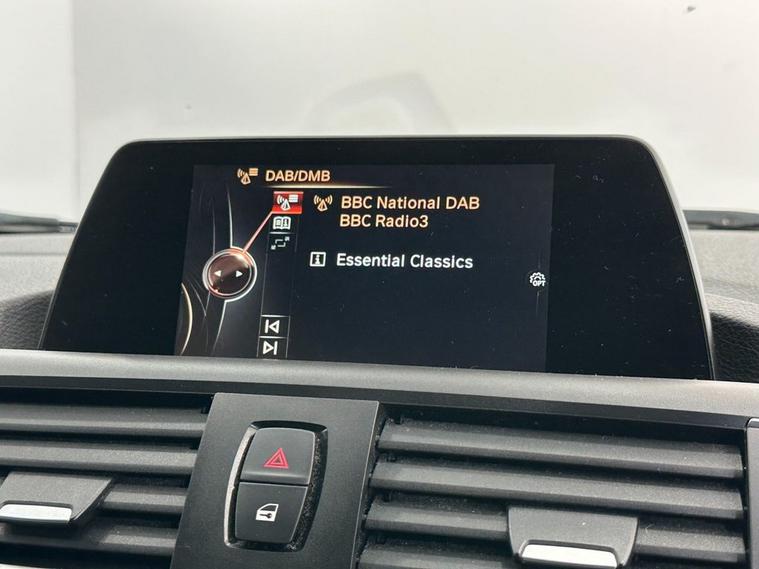 DAB/DMB
BBC National DAB
BBC Radio3
Essential Classics
OPT